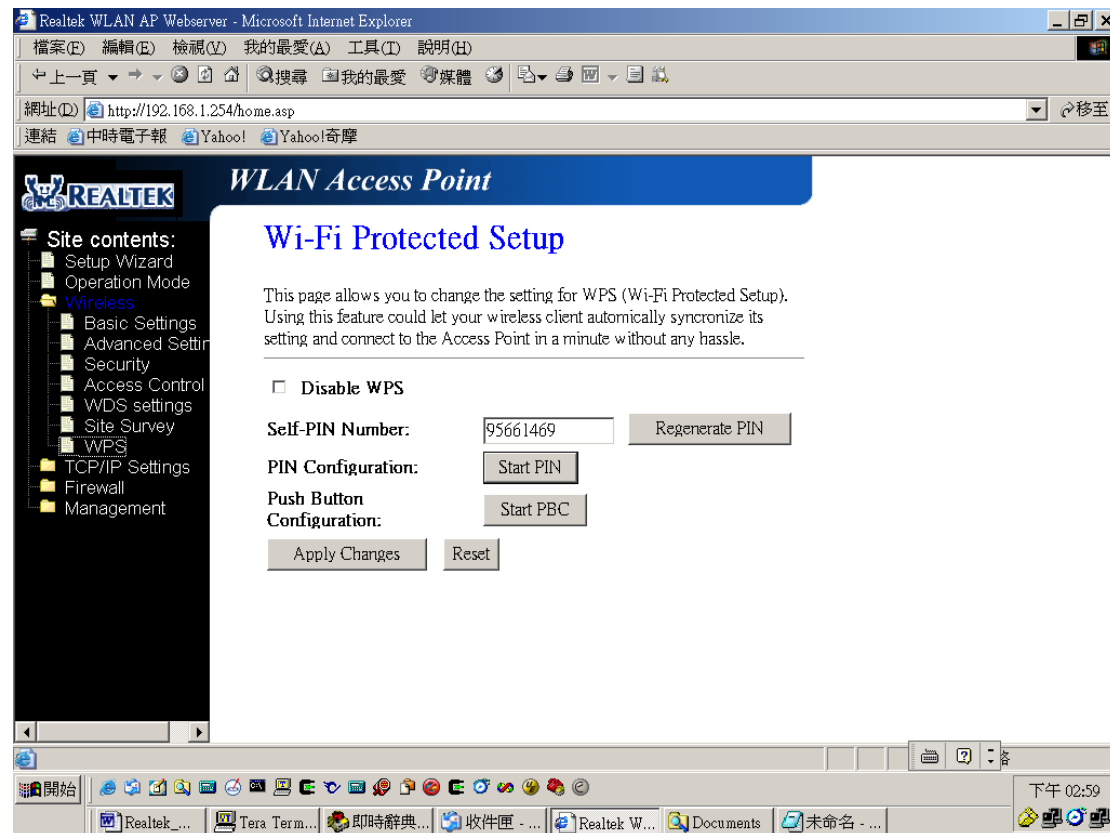 Realtek WLAN AP Webserver - Microsoft Internet Explorer
檔案(F) 編輯(E) 檢視(V) 我的最愛(A) 工具(T) 說明(H)
上一頁 搜尋 我的最愛 媒體
網址(D) http://192.168.1.254/home.asp 移至
連結 中時電子報 Yahoo! Yahoo!奇摩
REALTEK
WLAN Access Point
Site contents:
Setup Wizard
Operation Mode
Wireless
Basic Settings
Advanced Settin
Security
Access Control
WDS settings
Site Survey
WPS
TCP/IP Settings
Firewall
Management
Wi-Fi Protected Setup
This page allows you to change the setting for WPS (Wi-Fi Protected Setup).
Using this feature could let your wireless client automically syncronize its
setting and connect to the Access Point in a minute without any hassle.
Disable WPS
Self-PIN Number: 95661469 Regenerate PIN
PIN Configuration: Start PIN
Push Button
Configuration: Start PBC
Apply Changes Reset
開始 下午 02:59
Realtek_... Tera Term... 即時辭典... 收件匣 - ... Realtek W... Documents 未命名 - ...